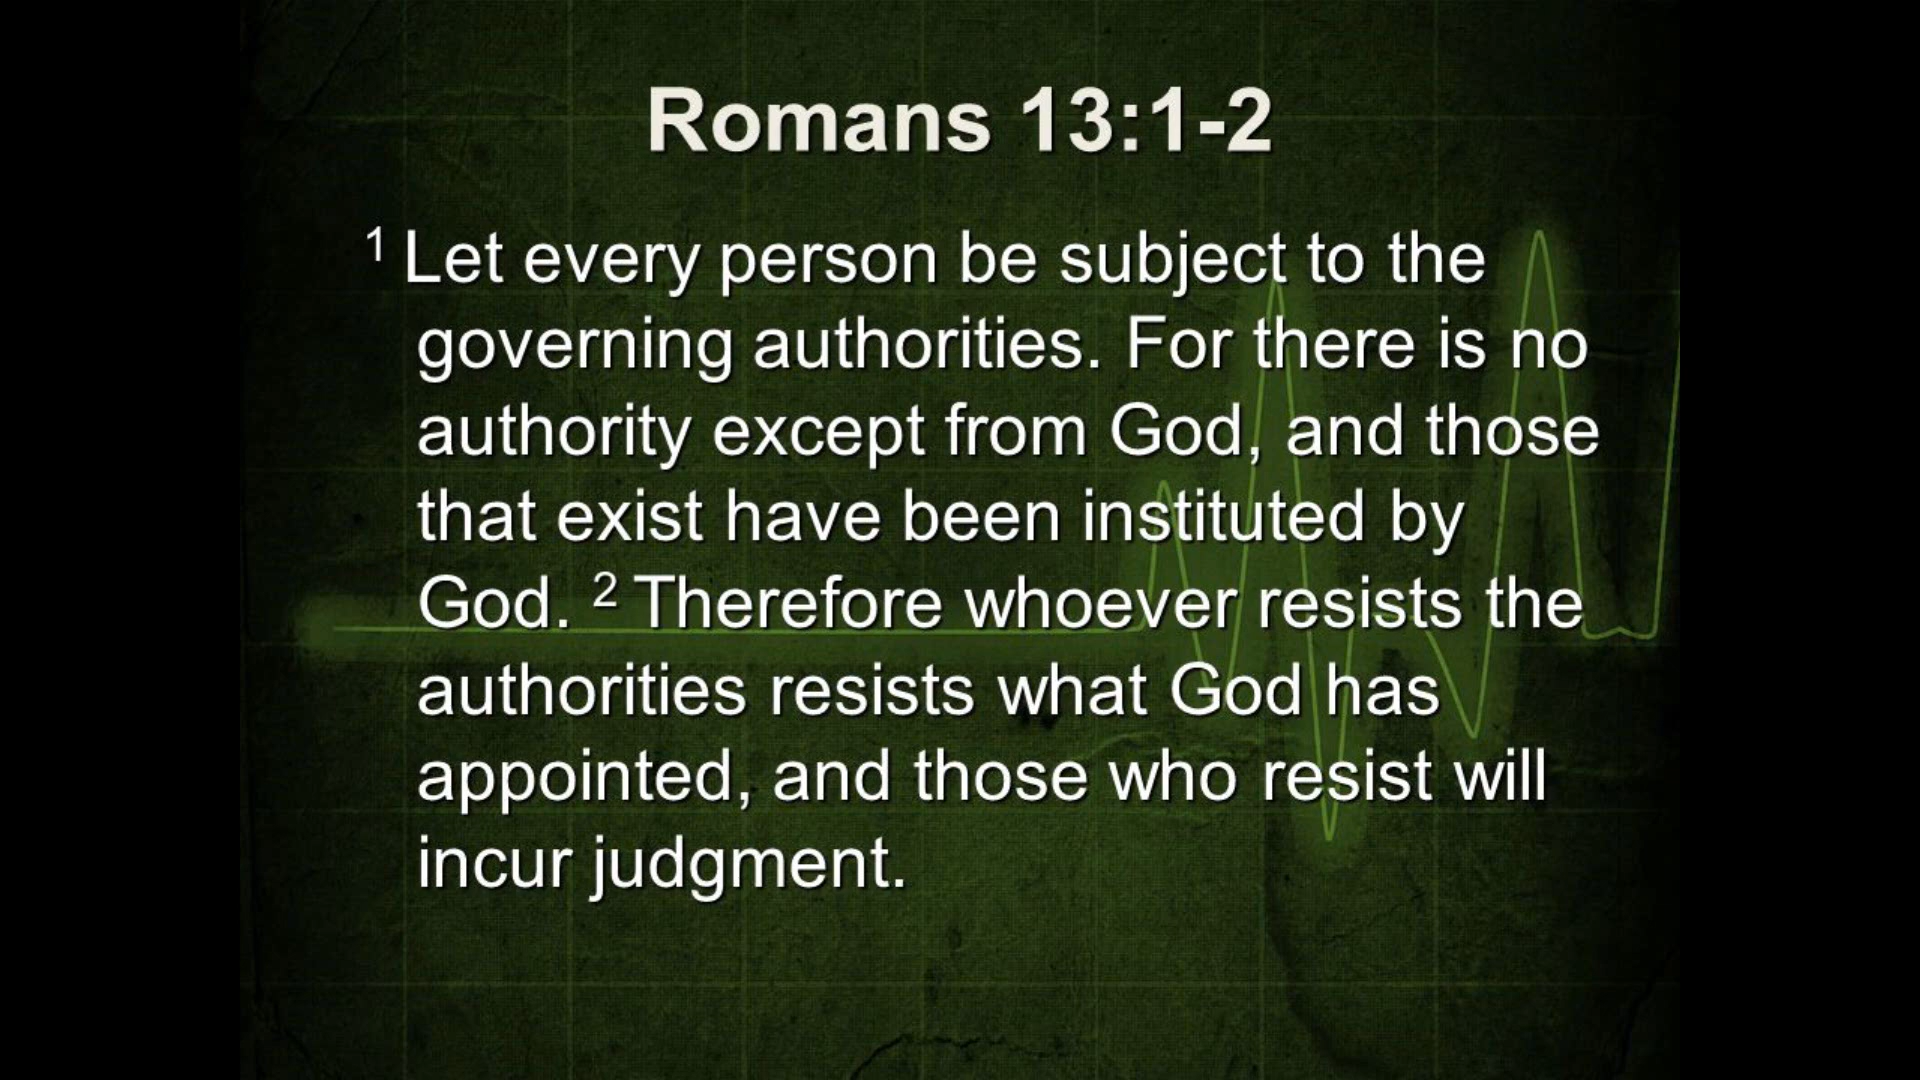 Romans 13:1-2
1 Let every person be subject to the
governing authorities. For there is no
authority except from God, and those
that exist have been instituted by
God. 2 Therefore whoever resists the
authorities resists what God has
appointed, and those who resist will
incur judgment.